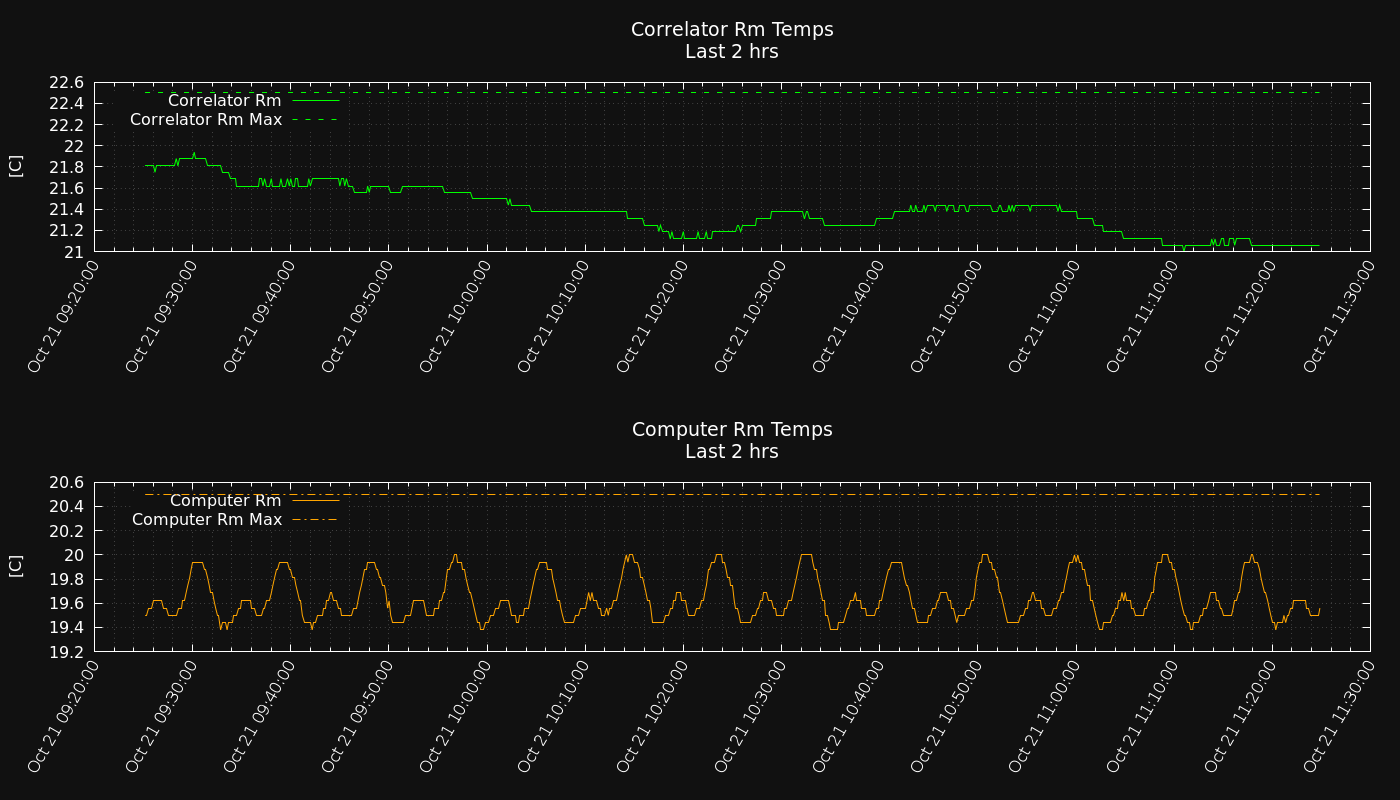 Correlator Rm Temps
Last 2 hrs
[C]
22.6
22.4
22.2
22
21.8
21.6
21.4
21.2
21
Correlator Rm
Correlator Rm Max
Oct 21 09:20:00
Oct 21 09:30:00
Oct 21 09:40:00
Oct 21 09:50:00
Oct 21 10:00:00
Oct 21 10:10:00
Oct 21 10:20:00
Oct 21 10:30:00
Oct 21 10:40:00
Oct 21 10:50:00
Oct 21 11:00:00
Oct 21 11:10:00
Oct 21 11:20:00
Oct 21 11:30:00
Computer Rm Temps
Last 2 hrs
[C]
20.6
20.4
20.2
20
19.8
19.6
19.4
19.2
Computer Rm
Computer Rm Max
Oct 21 09:20:00
Oct 21 09:30:00
Oct 21 09:40:00
Oct 21 09:50:00
Oct 21 10:00:00
Oct 21 10:10:00
Oct 21 10:20:00
Oct 21 10:30:00
Oct 21 10:40:00
Oct 21 10:50:00
Oct 21 11:00:00
Oct 21 11:10:00
Oct 21 11:20:00
Oct 21 11:30:00